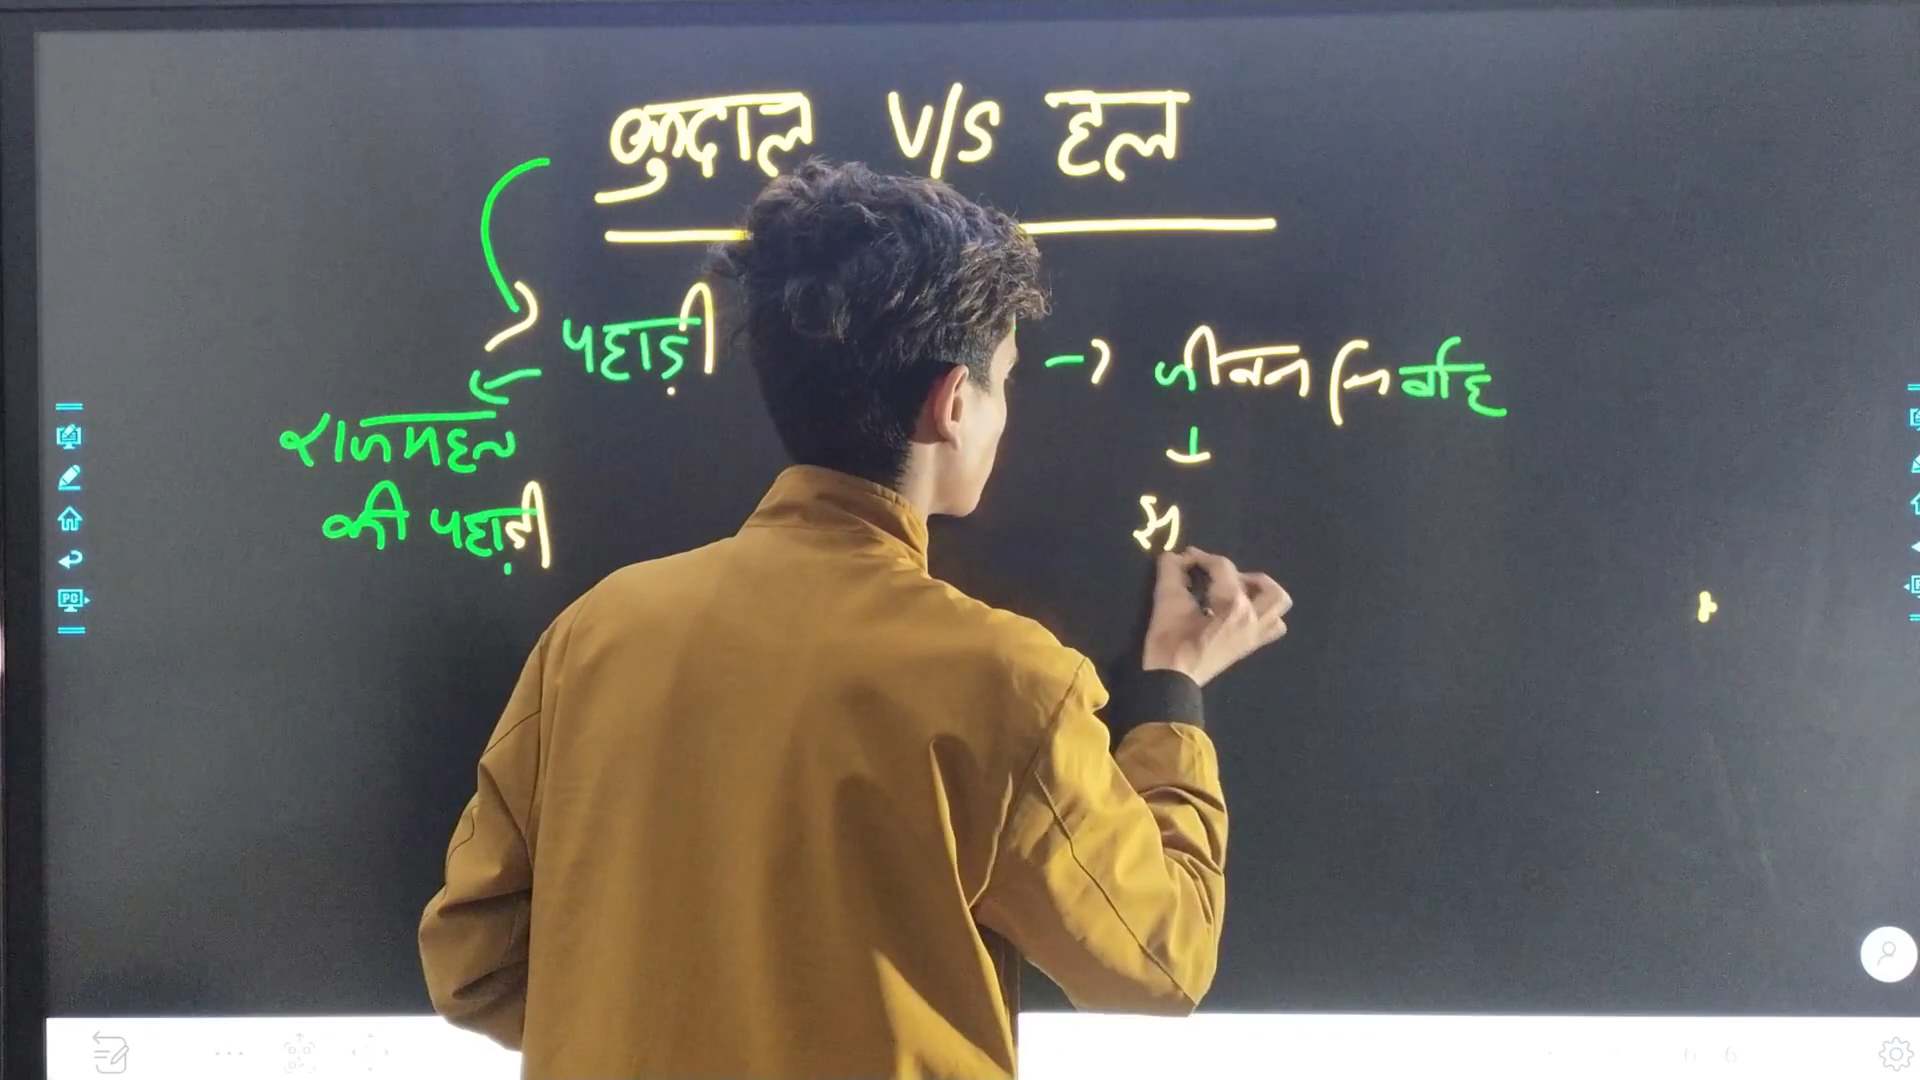 कुदाल V/S हल
पहाड़ी → जीवन निर्वाह
राजमहल
की पहाड़ी